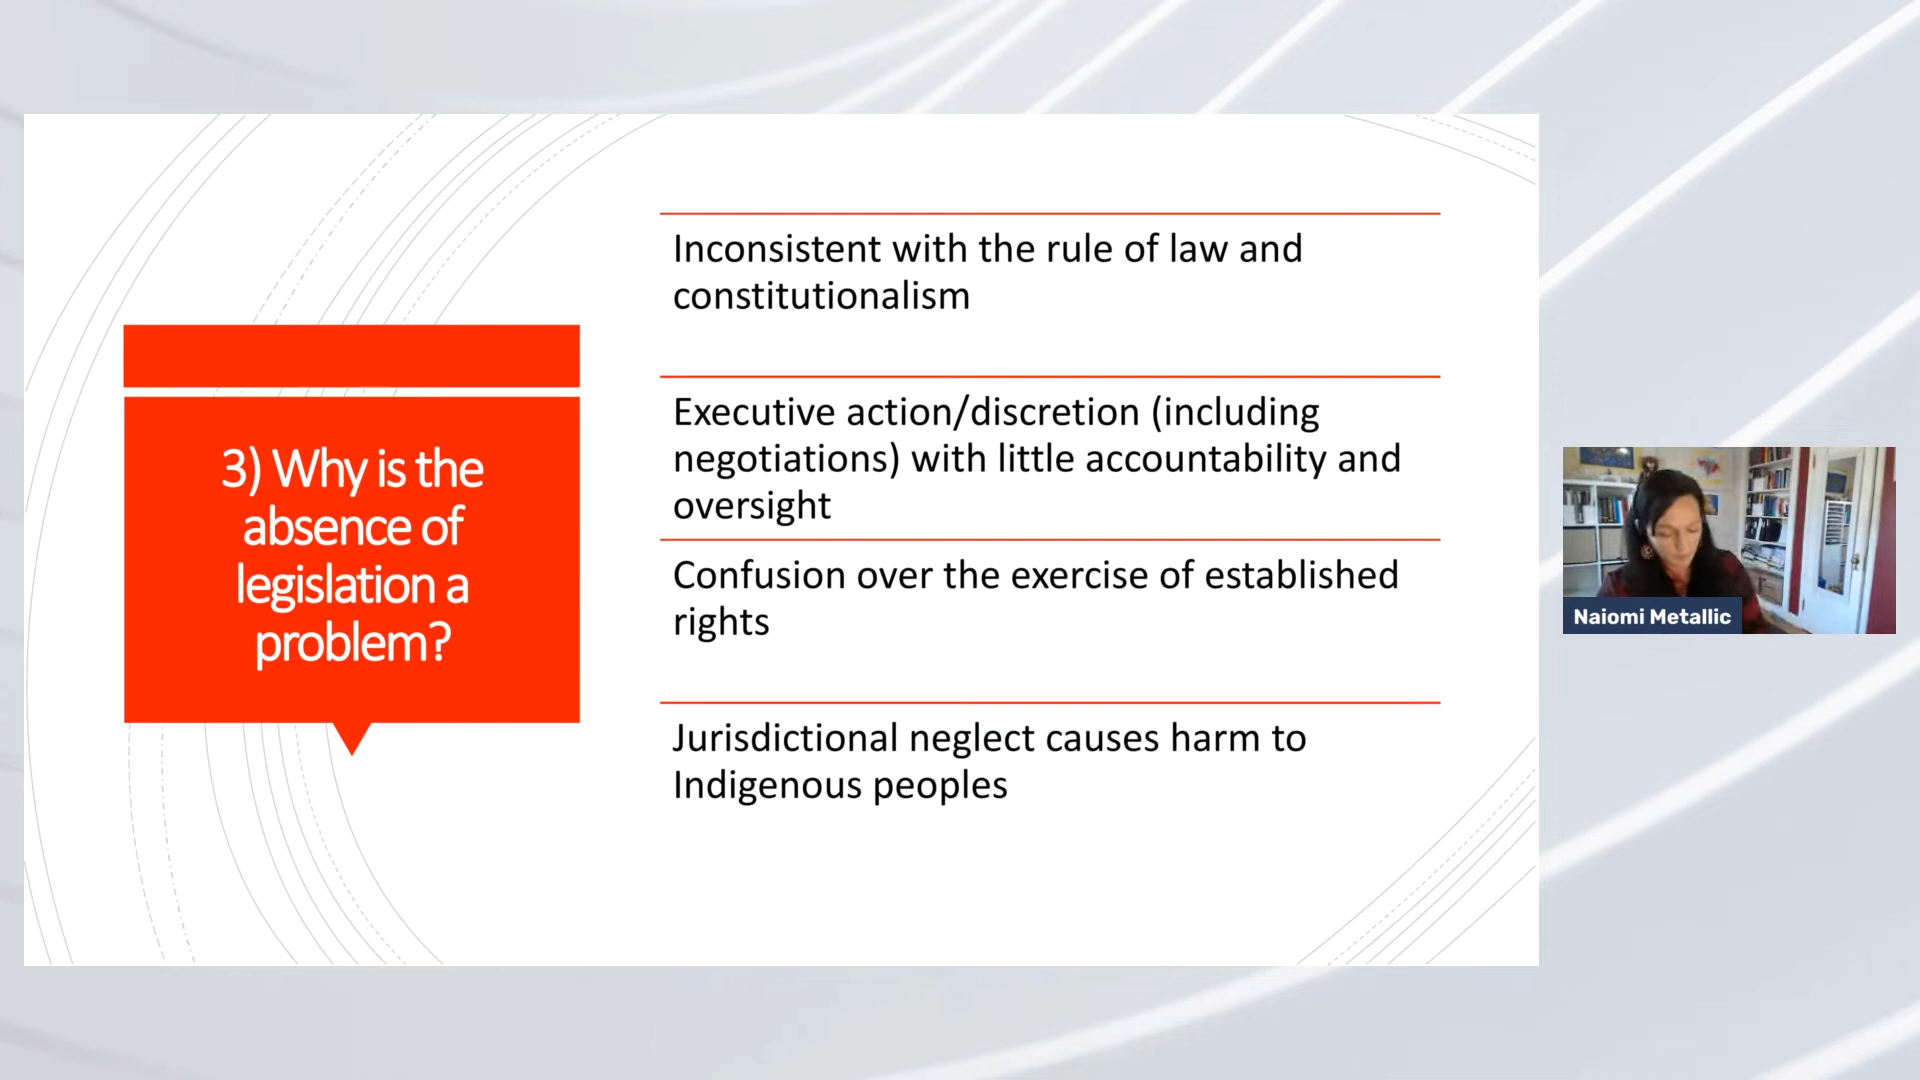 3) Why is the
absence of
legislation a
problem?
Inconsistent with the rule of law and
constitutionalism
Executive action/discretion (including
negotiations) with little accountability and
oversight
Confusion over the exercise of established
rights
Jurisdictional neglect causes harm to
Indigenous peoples
Naiomi Metallic